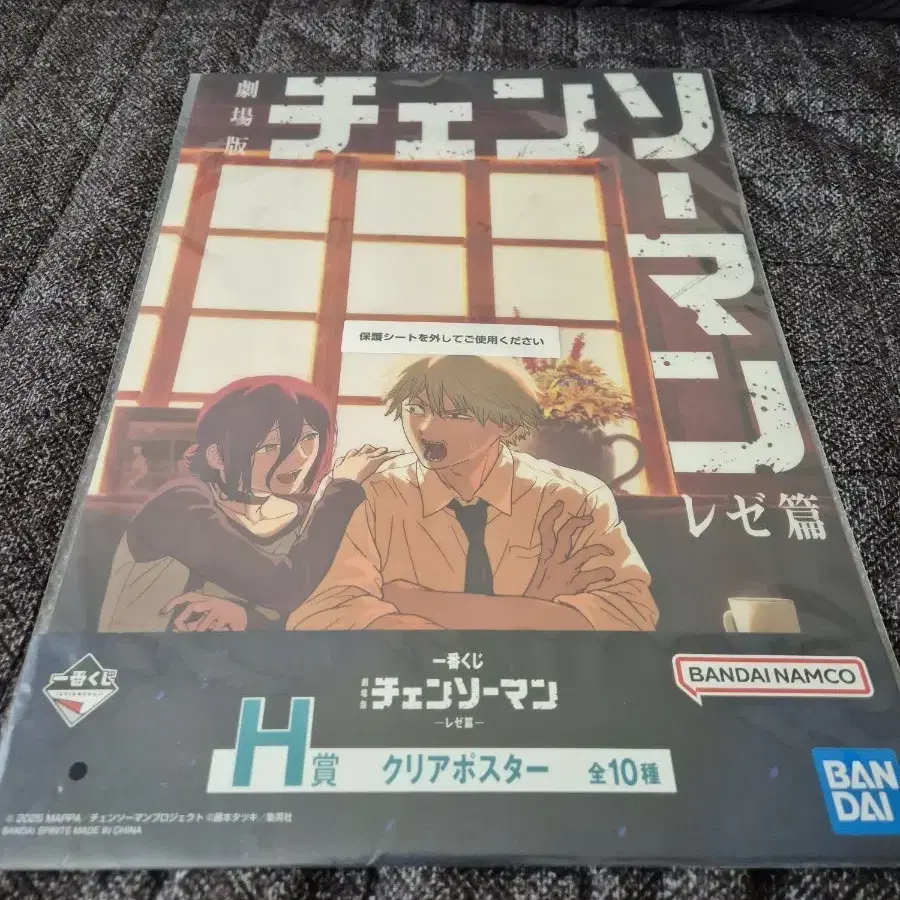 劇場版
チェンソーマン
レゼ篇
保護シートを外してご使用ください
一番くじ
一番くじ
劇場版 チェンソーマン
—レゼ篇—
BANDAI NAMCO
H賞 クリアポスター 全10種
BAN
DAI
© 2025 MAPPA／チェンソーマンプロジェクト ©藤本タツキ／集英社
BANDAI SPIRITS MADE IN CHINA